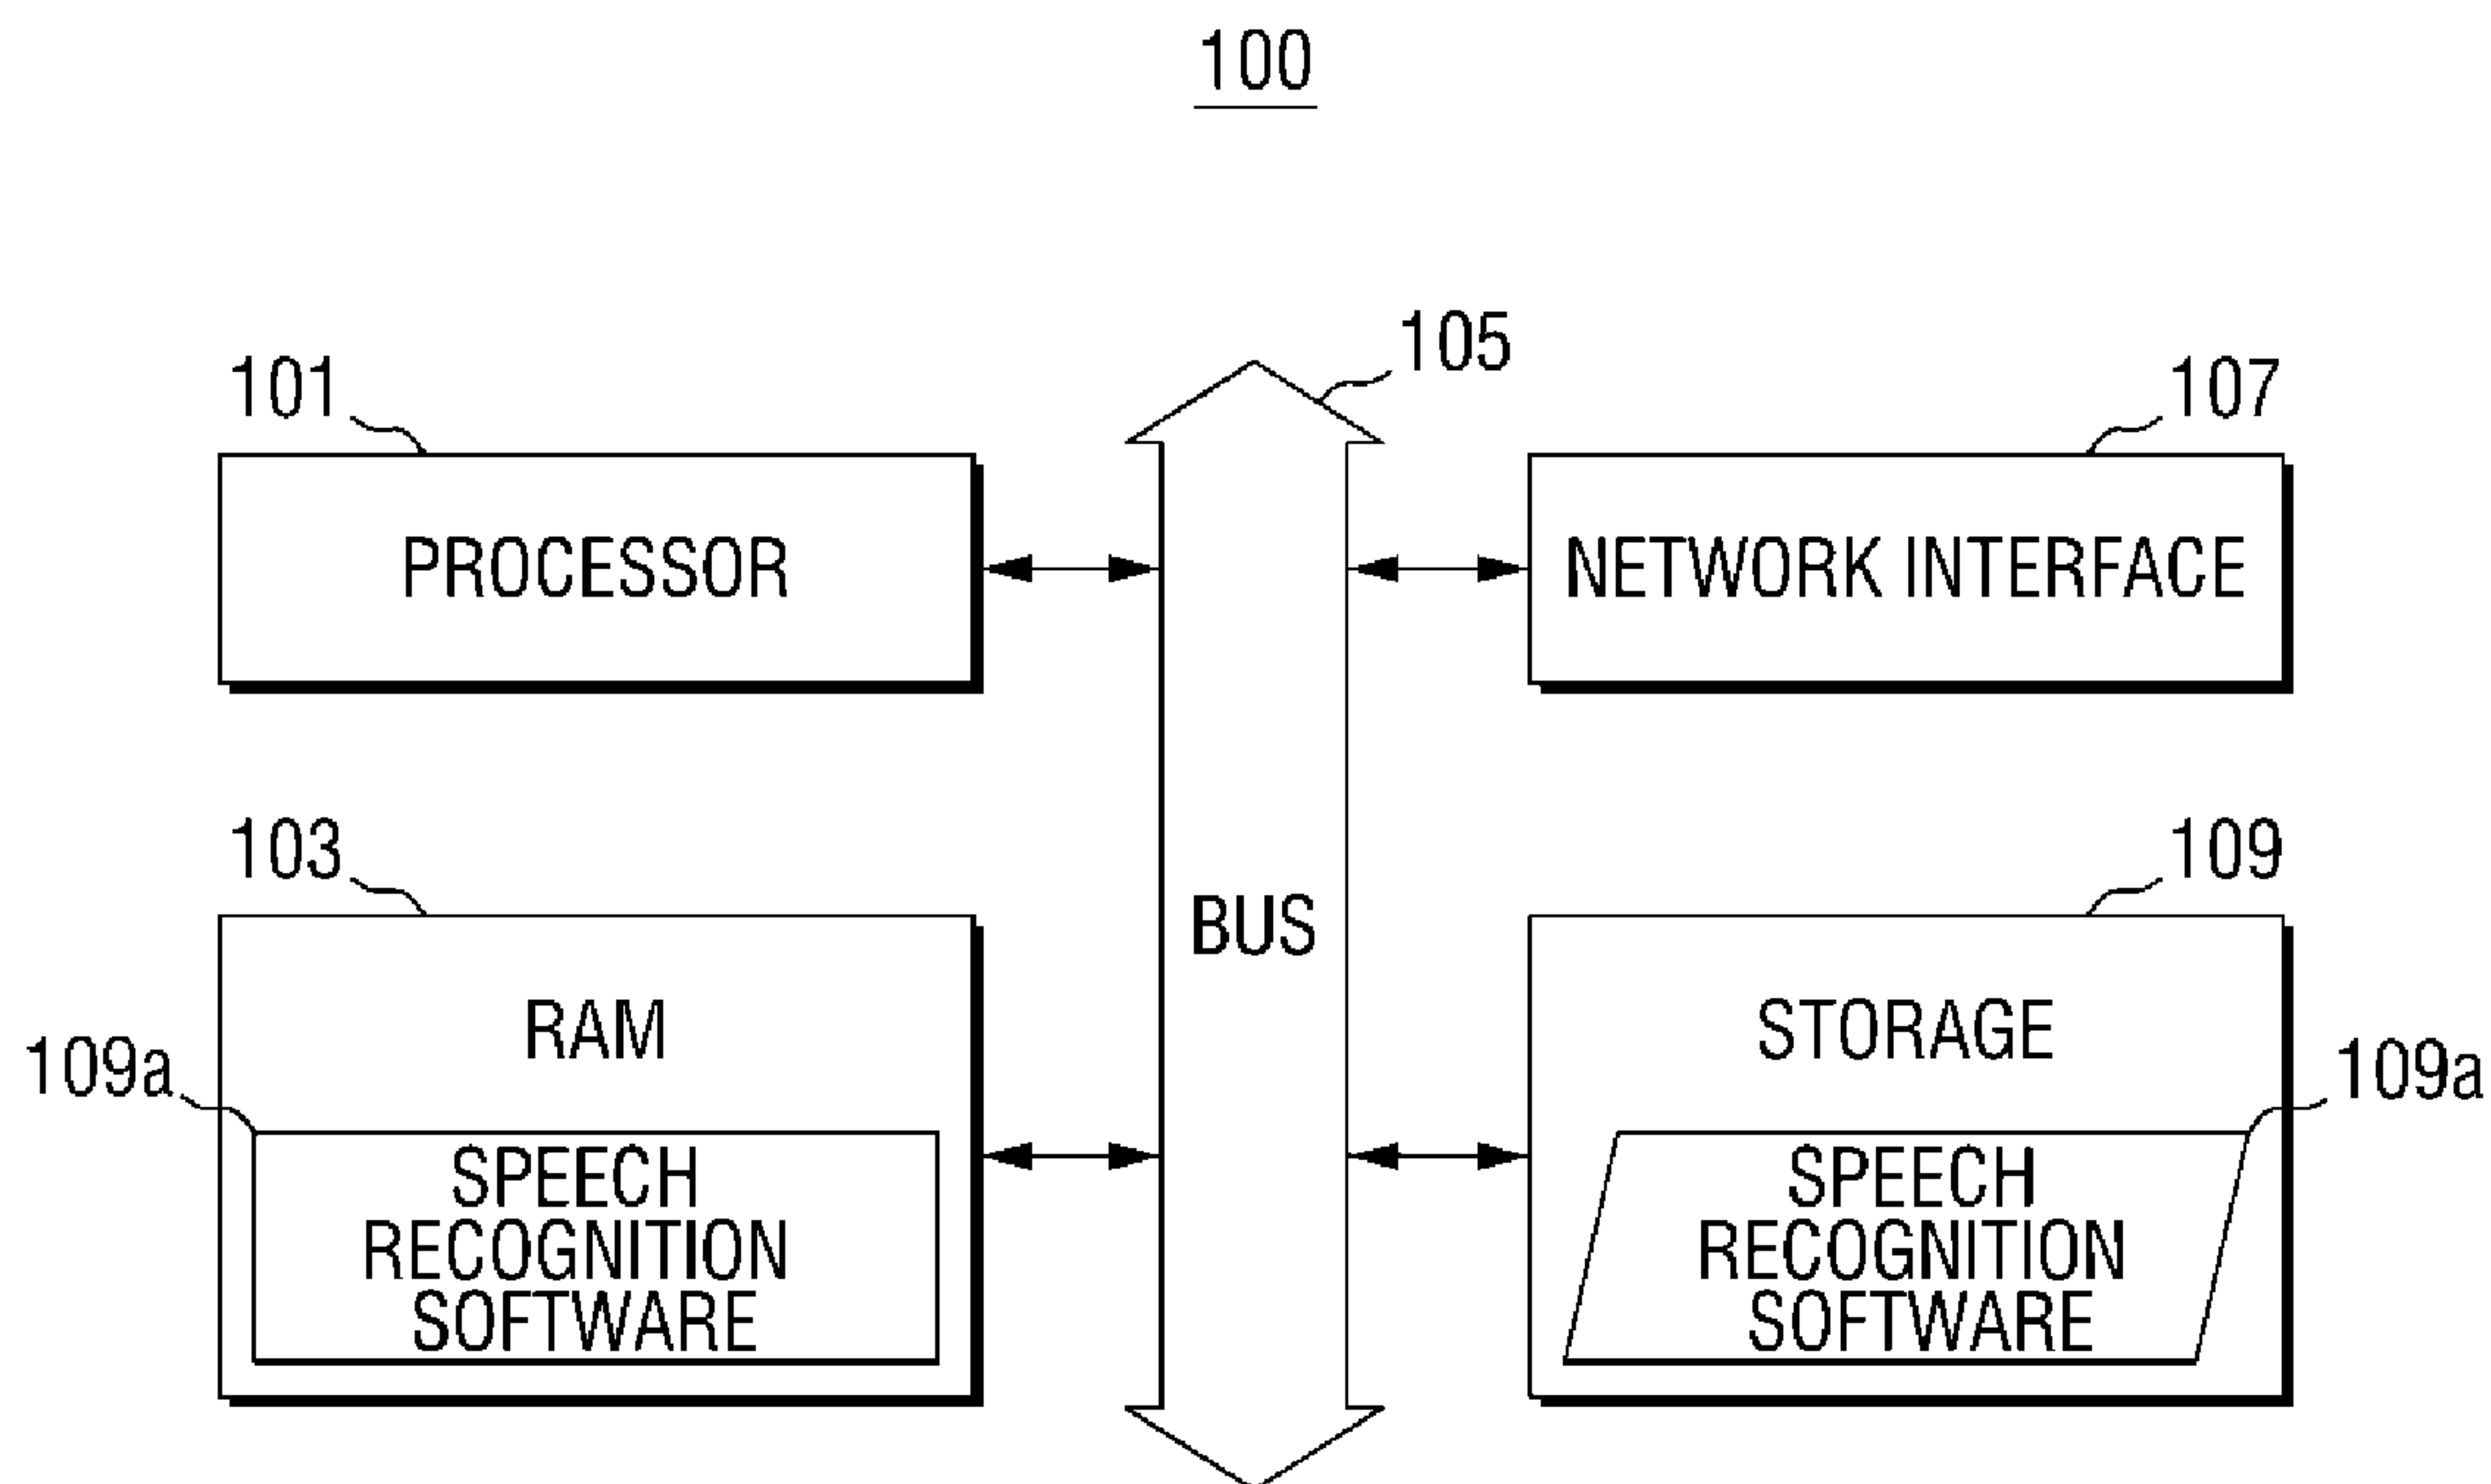 100
105
101
107
PROCESSOR
NETWORK INTERFACE
103
109
BUS
RAM
STORAGE
109a
109a
SPEECH
RECOGNITION
SOFTWARE
SPEECH
RECOGNITION
SOFTWARE